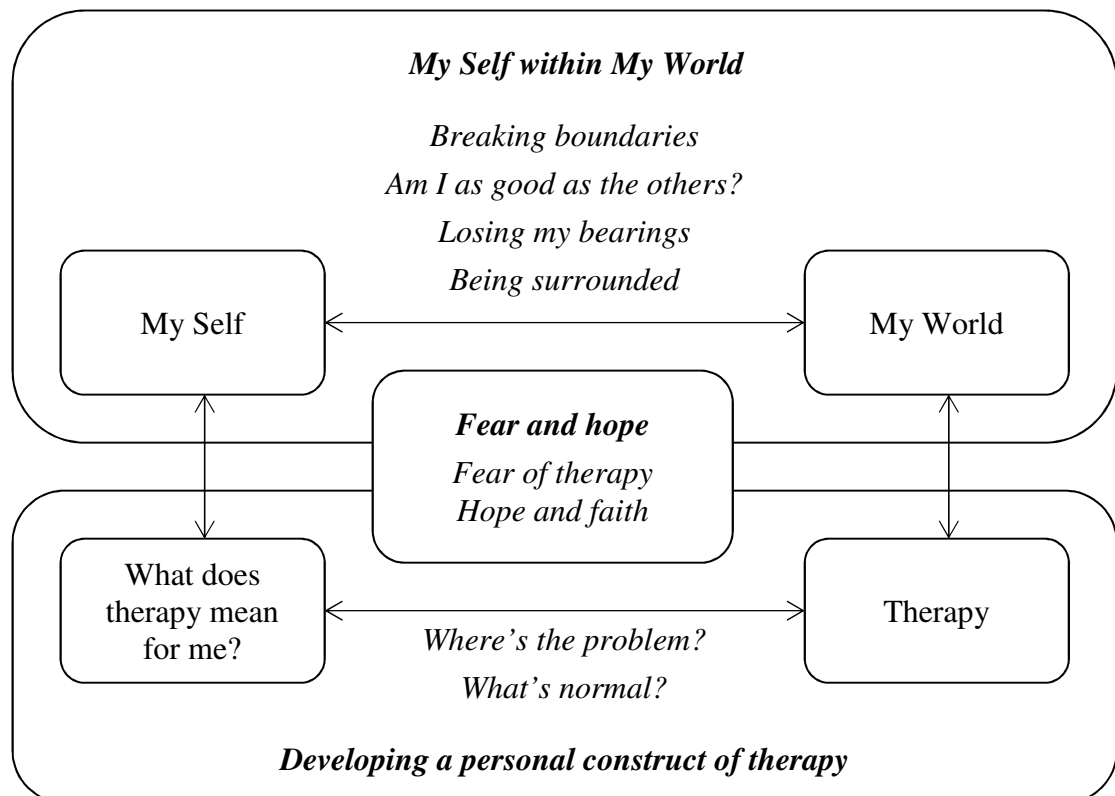 My Self within My World
Breaking boundaries
Am I as good as the others?
Losing my bearings
Being surrounded
My Self
My World
Fear and hope
Fear of therapy
Hope and faith
What does
therapy mean
for me?
Therapy
Where’s the problem?
What’s normal?
Developing a personal construct of therapy